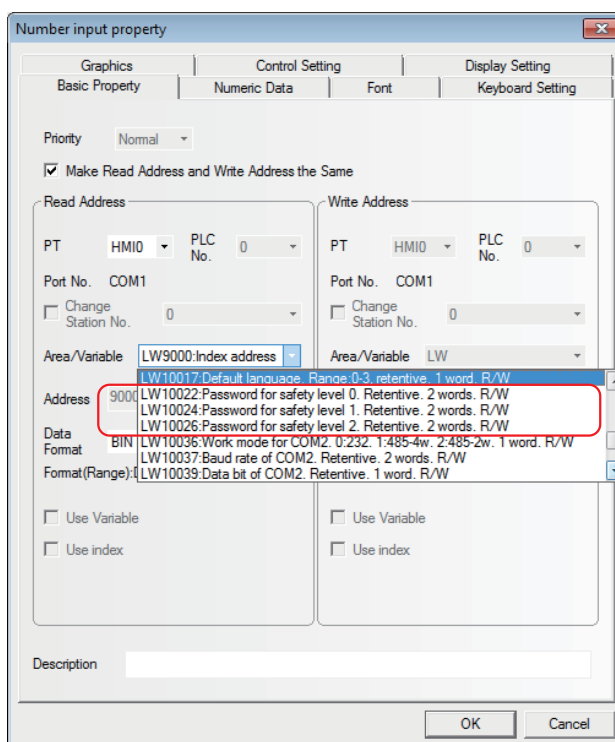 Number input property
Graphics Control Setting Display Setting
Basic Property Numeric Data Font Keyboard Setting
Priority Normal
Make Read Address and Write Address the Same
Read Address Write Address
PT HMI0 PLC No. 0 PT HMI0 PLC No. 0
Port No. COM1 Port No. COM1
Change Station No. 0 Change Station No. 0
Area/Variable LW9000:Index address Area/Variable LW
LW10017:Default language. Range:0-3, retentive. 1 word. R/W
Address 9000 LW10022:Password for safety level 0. Retentive. 2 words. R/W
LW10024:Password for safety level 1. Retentive. 2 words. R/W
LW10026:Password for safety level 2. Retentive. 2 words. R/W
Data Format BIN LW10036:Work mode for COM2. 0:232. 1:485-4w. 2:485-2w. 1 word. R/W
LW10037:Baud rate of COM2. Retentive. 2 words. R/W
Format(Range): LW10039:Data bit of COM2. Retentive. 1 word. R/W
Use Variable Use Variable
Use index Use index
Description
OK Cancel